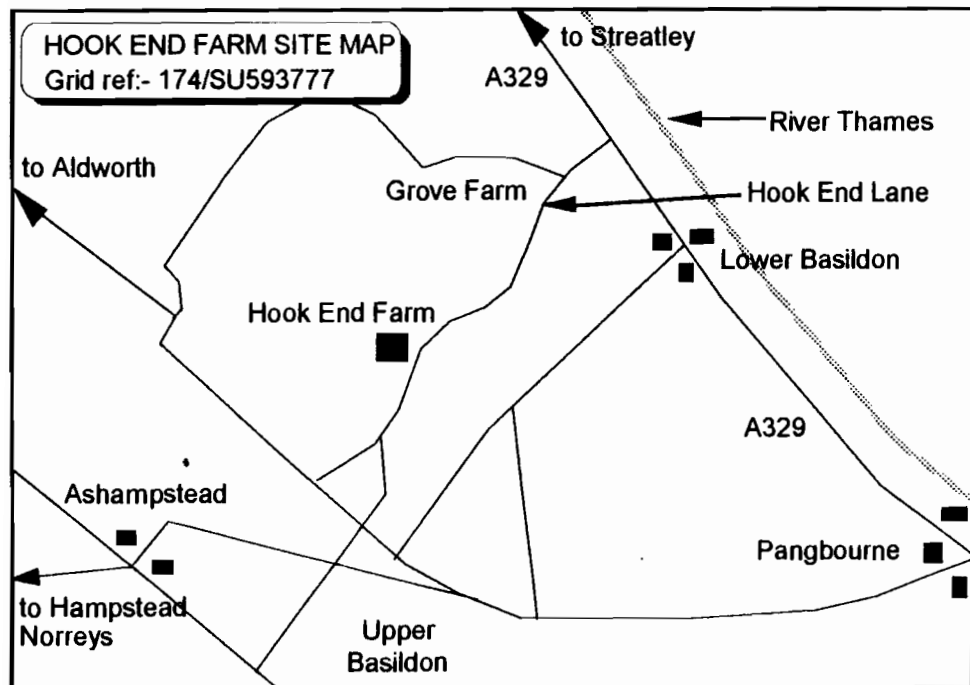 HOOK END FARM SITE MAP
Grid ref:- 174/SU593777
to Streatley
A329
River Thames
to Aldworth
Grove Farm
Hook End Lane
Lower Basildon
Hook End Farm
A329
Ashampstead
Pangbourne
to Hampstead
Norreys
Upper
Basildon